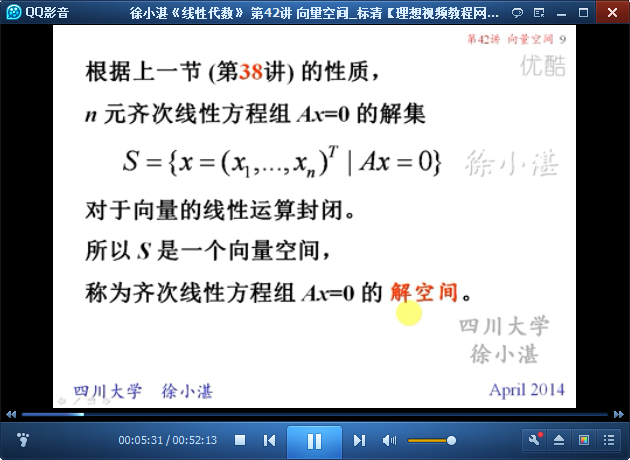 QQ影音
徐小湛《线性代数》 第42讲 向量空间_标清【理想视频教程网...
第42讲 向量空间 9
优酷
根据上一节 (第38讲) 的性质，
n 元齐次线性方程组 Ax=0 的解集
S = {x = (x₁,...,xₙ)ᵀ | Ax = 0}
徐小湛
对于向量的线性运算封闭。
所以 S 是一个向量空间，
称为齐次线性方程组 Ax=0 的 解空间。
四川大学
徐小湛
四川大学 徐小湛
April 2014
00:05:31 / 00:52:13